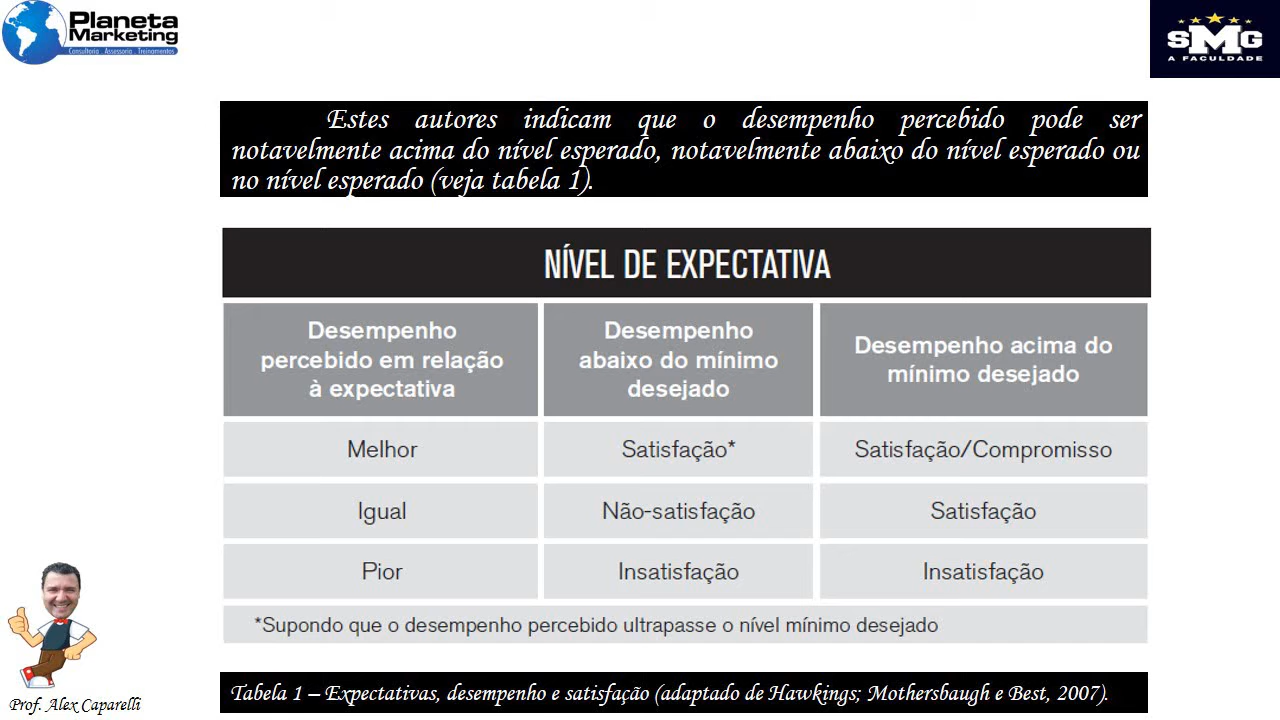 Planeta
Marketing
Consultoria . Assessoria . Treinamentos
SMG
A FACULDADE
Estes autores indicam que o desempenho percebido pode ser
notavelmente acima do nível esperado, notavelmente abaixo do nível esperado ou
no nível esperado (veja tabela 1).
NÍVEL DE EXPECTATIVA
Desempenho
percebido em relação
à expectativa
Desempenho
abaixo do mínimo
desejado
Desempenho acima do
mínimo desejado
Melhor
Satisfação*
Satisfação/Compromisso
Igual
Não-satisfação
Satisfação
Pior
Insatisfação
Insatisfação
*Supondo que o desempenho percebido ultrapasse o nível mínimo desejado
Tabela 1 – Expectativas, desempenho e satisfação (adaptado de Hawkings; Mothersbaugh e Best, 2007).
Prof. Alex Caparelli